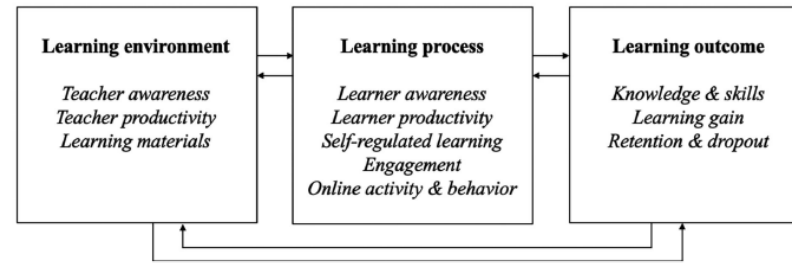 Learning environment
Teacher awareness
Teacher productivity
Learning materials
Learning process
Learner awareness
Learner productivity
Self-regulated learning
Engagement
Online activity & behavior
Learning outcome
Knowledge & skills
Learning gain
Retention & dropout